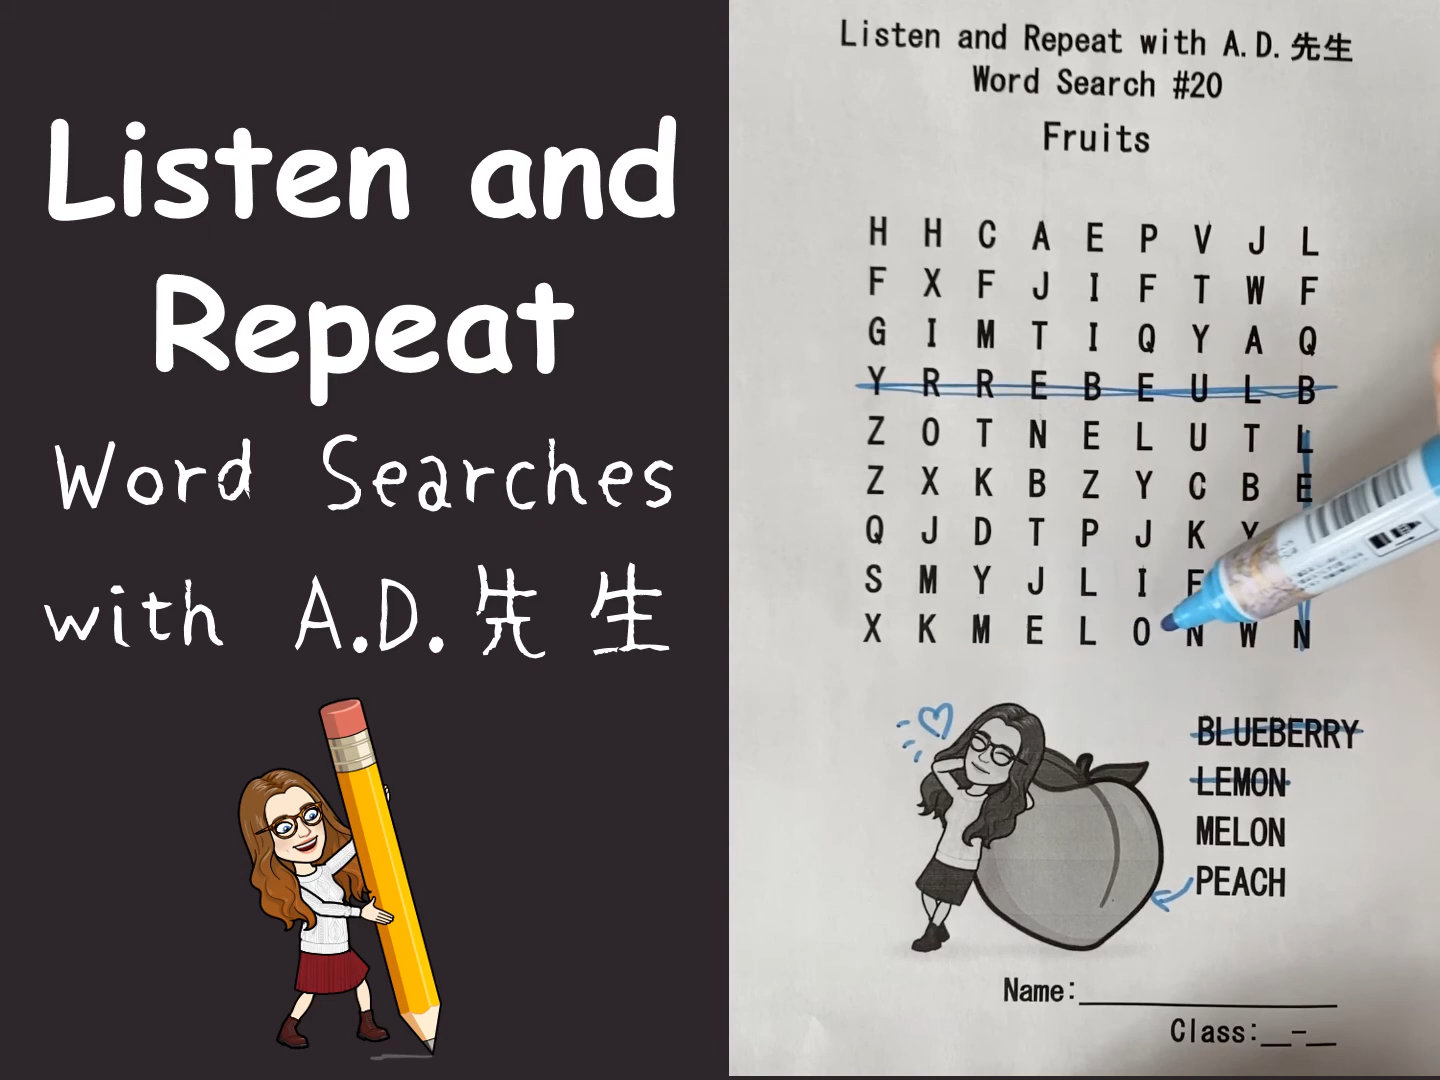 Listen and
Repeat
Word Searches
with A.D.先生
Listen and Repeat with A.D.先生
Word Search #20
Fruits
H H C A E P V J L
F X F J I F T W F
G I M T I Q Y A Q
Y R R E B E U L B
Z O T N E L U T L
Z X K B Z Y C B E
Q J D T P J K Y
S M Y J L I
X K M E L O N W N
BLUEBERRY
LEMON
MELON
PEACH
Name:
Class: -